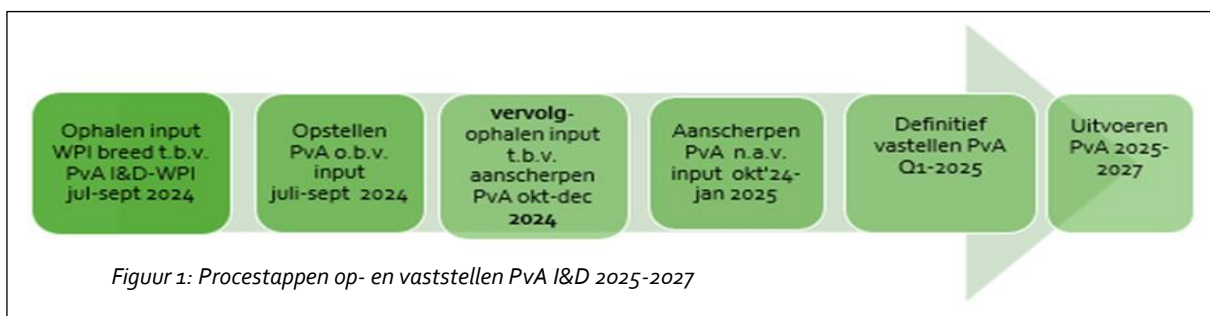 Ophalen input
WPI breed t.b.v.
PvA I&D-WPI
jul-sept 2024
Opstellen
PvA o.b.v.
input
juli-sept 2024
vervolg-
ophalen input
t.b.v.
aanscherpen
PvA okt-dec
2024
Aanscherpen
PvA n.a.v.
input okt'24-
jan 2025
Definitief
vastellen PvA
Q1-2025
Uitvoeren
PvA 2025-
2027
Figuur 1: Procestappen op- en vaststellen PvA I&D 2025-2027